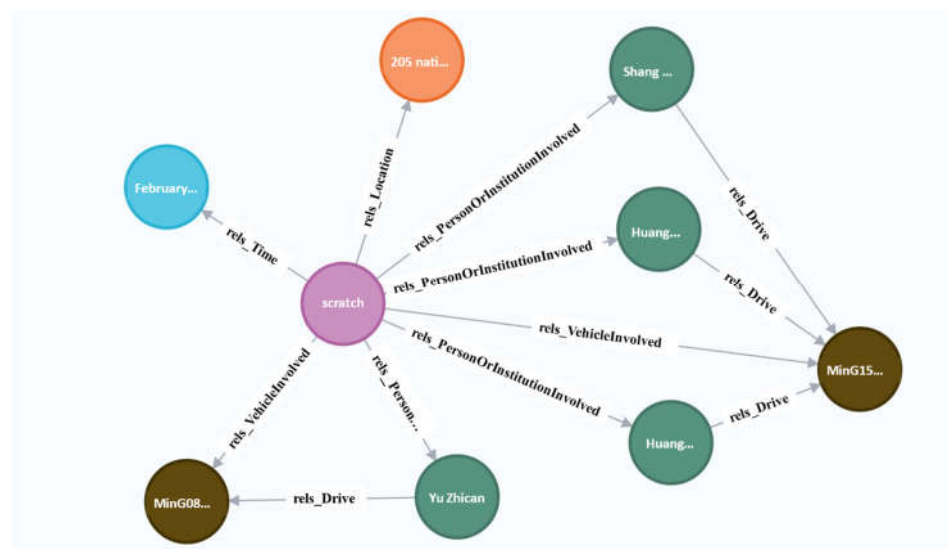 205 nati...
Shang ...
February...
rels_Location
rels_PersonOrInstitutionInvolved
rels_Drive
rels_Time
Huang...
rels_PersonOrInstitutionInvolved
rels_Drive
scratch
rels_VehicleInvolved
MinG15...
rels_PersonOrInstitutionInvolved
rels_VehicleInvolved
rels_Person...
rels_Drive
Huang...
MinG08...
rels_Drive
Yu Zhican